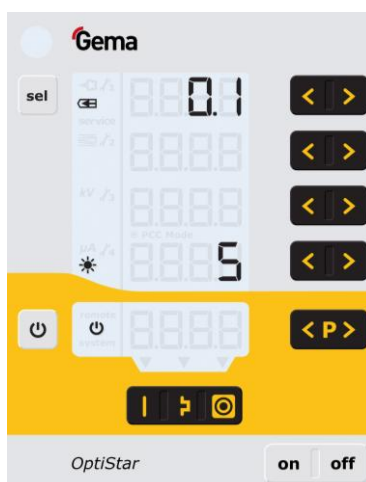 Gema
sel
0.1
service
kV
PCC Mode
µA
5
remote
system
< P >
OptiStar
on off